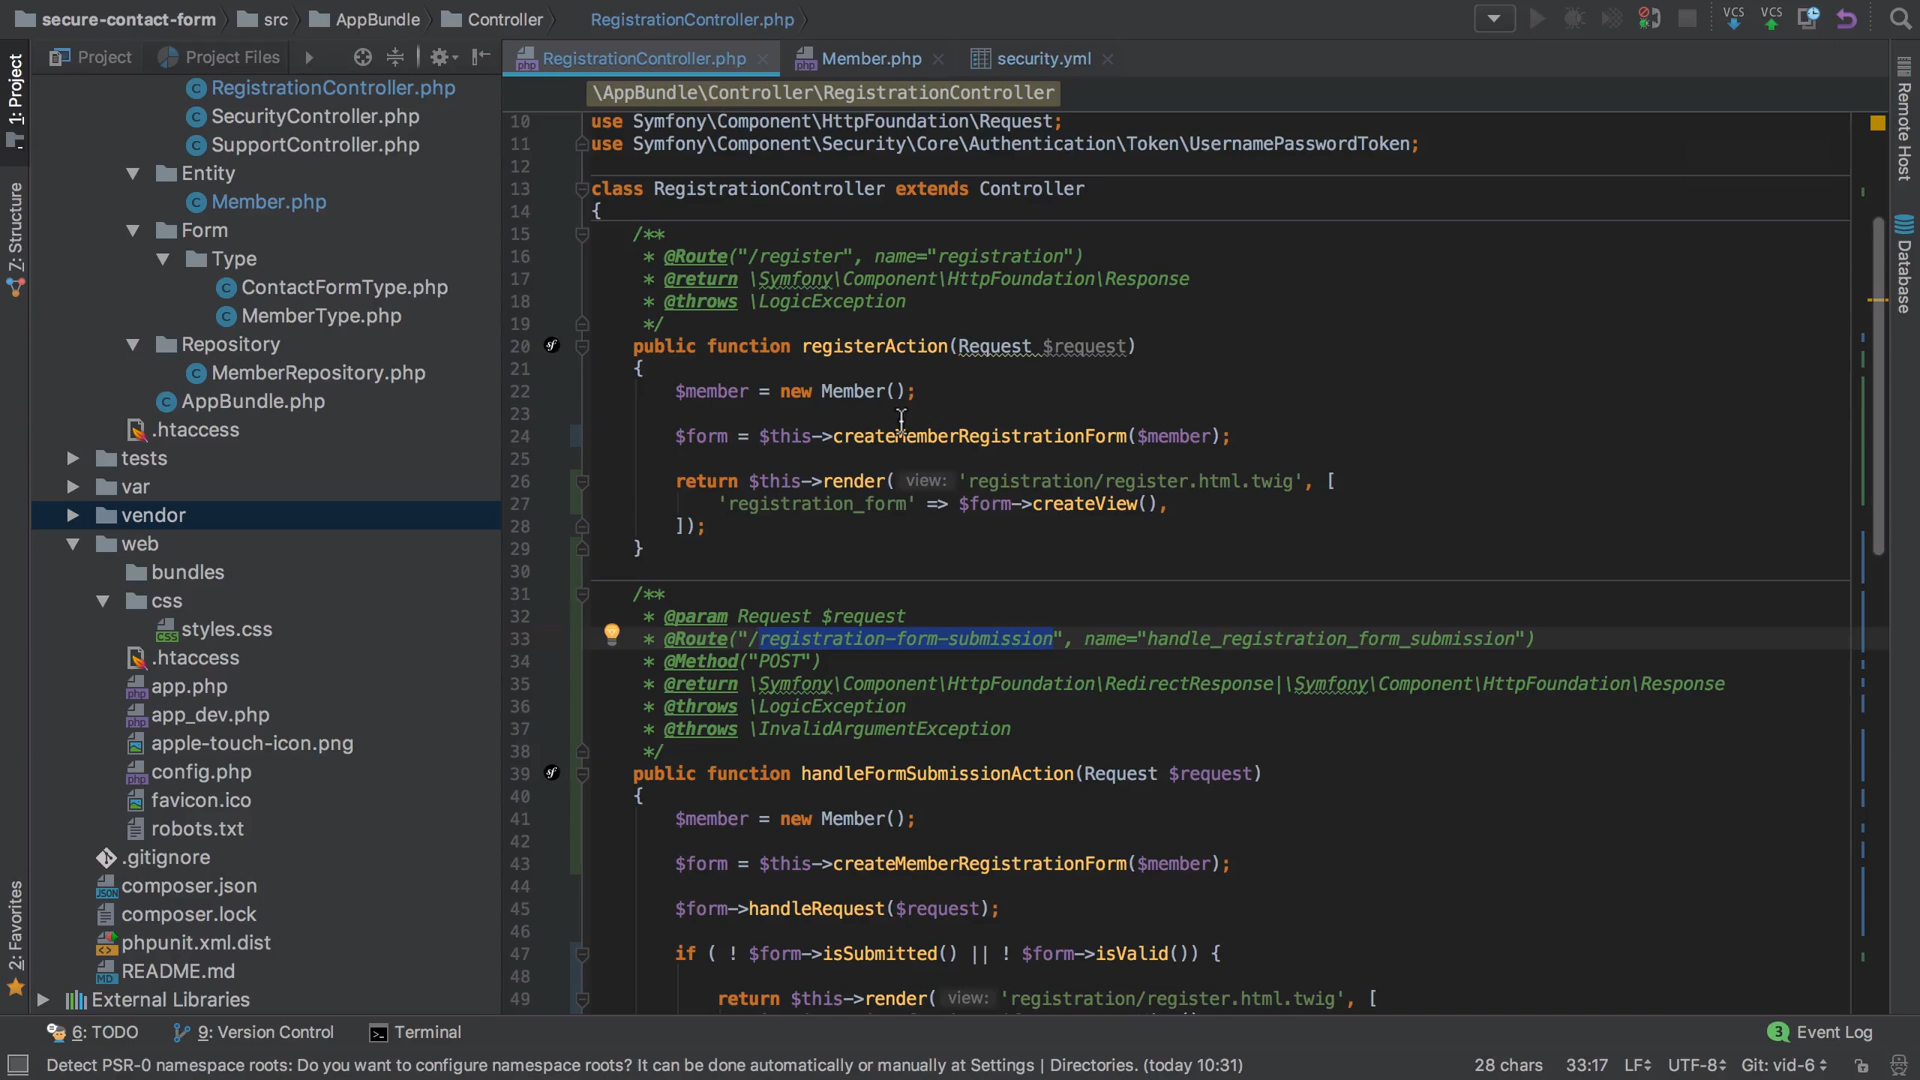 secure-contact-form
src
AppBundle
Controller
RegistrationController.php
VCS
VCS
Project
Project Files
RegistrationController.php
Member.php
security.yml
1: Project
Z: Structure
2: Favorites
Remote Host
Database
\AppBundle\Controller\RegistrationController
RegistrationController.php
SecurityController.php
SupportController.php
Entity
Member.php
Form
Type
ContactFormType.php
MemberType.php
Repository
MemberRepository.php
AppBundle.php
.htaccess
tests
var
vendor
web
bundles
css
styles.css
.htaccess
app.php
app_dev.php
apple-touch-icon.png
config.php
favicon.ico
robots.txt
.gitignore
composer.json
composer.lock
phpunit.xml.dist
README.md
External Libraries
10 use Symfony\Component\HttpFoundation\Request;
11 use Symfony\Component\Security\Core\Authentication\Token\UsernamePasswordToken;
12
13 class RegistrationController extends Controller
14 {
15 /**
16 * @Route("/register", name="registration")
17 * @return \Symfony\Component\HttpFoundation\Response
18 * @throws \LogicException
19 */
20 public function registerAction(Request $request)
21 {
22 $member = new Member();
23
24 $form = $this->createMemberRegistrationForm($member);
25
26 return $this->render( view: 'registration/register.html.twig', [
27 'registration_form' => $form->createView(),
28 ]);
29 }
30
31 /**
32 * @param Request $request
33 * @Route("/registration-form-submission", name="handle_registration_form_submission")
34 * @Method("POST")
35 * @return \Symfony\Component\HttpFoundation\RedirectResponse|\Symfony\Component\HttpFoundation\Response
36 * @throws \LogicException
37 * @throws \InvalidArgumentException
38 */
39 public function handleFormSubmissionAction(Request $request)
40 {
41 $member = new Member();
42
43 $form = $this->createMemberRegistrationForm($member);
44
45 $form->handleRequest($request);
46
47 if ( ! $form->isSubmitted() || ! $form->isValid()) {
48
49 return $this->render( view: 'registration/register.html.twig', [
6: TODO
9: Version Control
Terminal
3 Event Log
Detect PSR-0 namespace roots: Do you want to configure namespace roots? It can be done automatically or manually at Settings | Directories. (today 10:31)
28 chars
33:17
LF
UTF-8
Git: vid-6